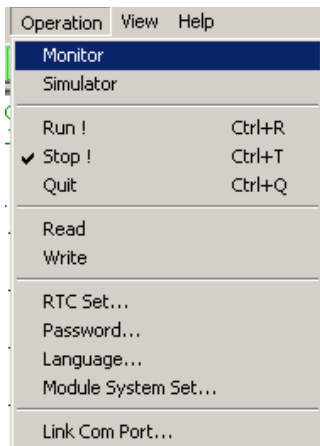 Operation View Help
Monitor
Simulator
Run ! Ctrl+R
Stop ! Ctrl+T
Quit Ctrl+Q
Read
Write
RTC Set...
Password...
Language...
Module System Set...
Link Com Port...